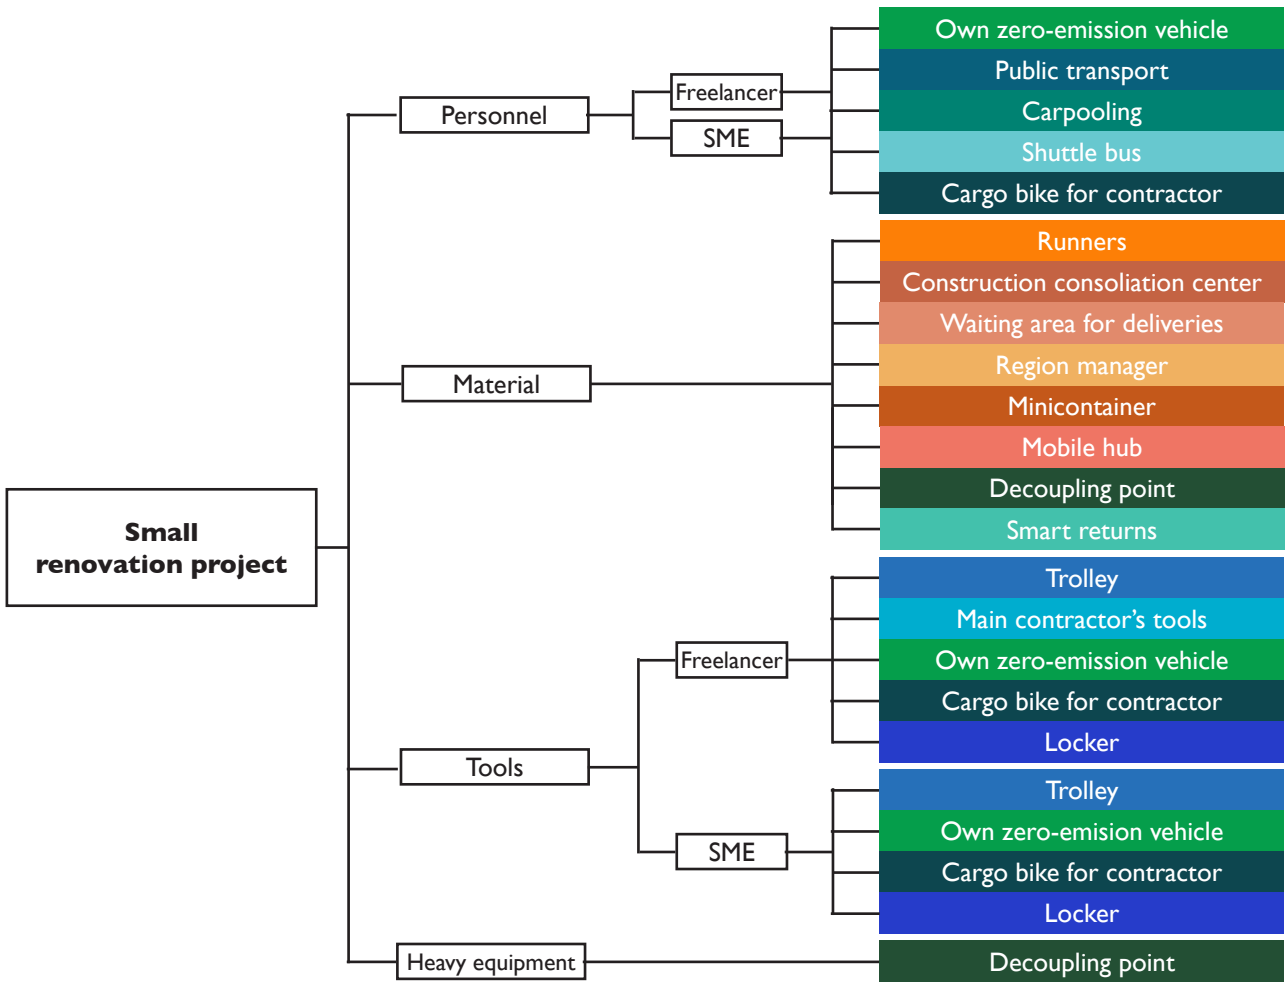 Small
renovation project
Personnel
Freelancer
SME
Own zero-emission vehicle
Public transport
Carpooling
Shuttle bus
Cargo bike for contractor
Material
Runners
Construction consoliation center
Waiting area for deliveries
Region manager
Minicontainer
Mobile hub
Decoupling point
Smart returns
Tools
Freelancer
Trolley
Main contractor's tools
Own zero-emission vehicle
Cargo bike for contractor
Locker
SME
Trolley
Own zero-emision vehicle
Cargo bike for contractor
Locker
Heavy equipment
Decoupling point